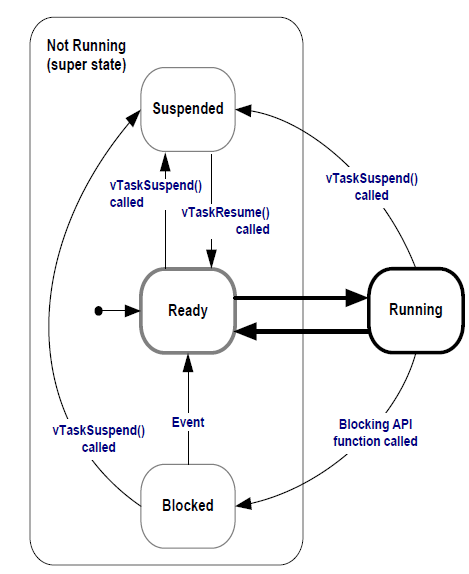 Not Running
(super state)
Suspended
vTaskSuspend()
called
vTaskResume()
called
vTaskSuspend()
called
Ready
Running
vTaskSuspend()
called
Event
Blocking API
function called
Blocked